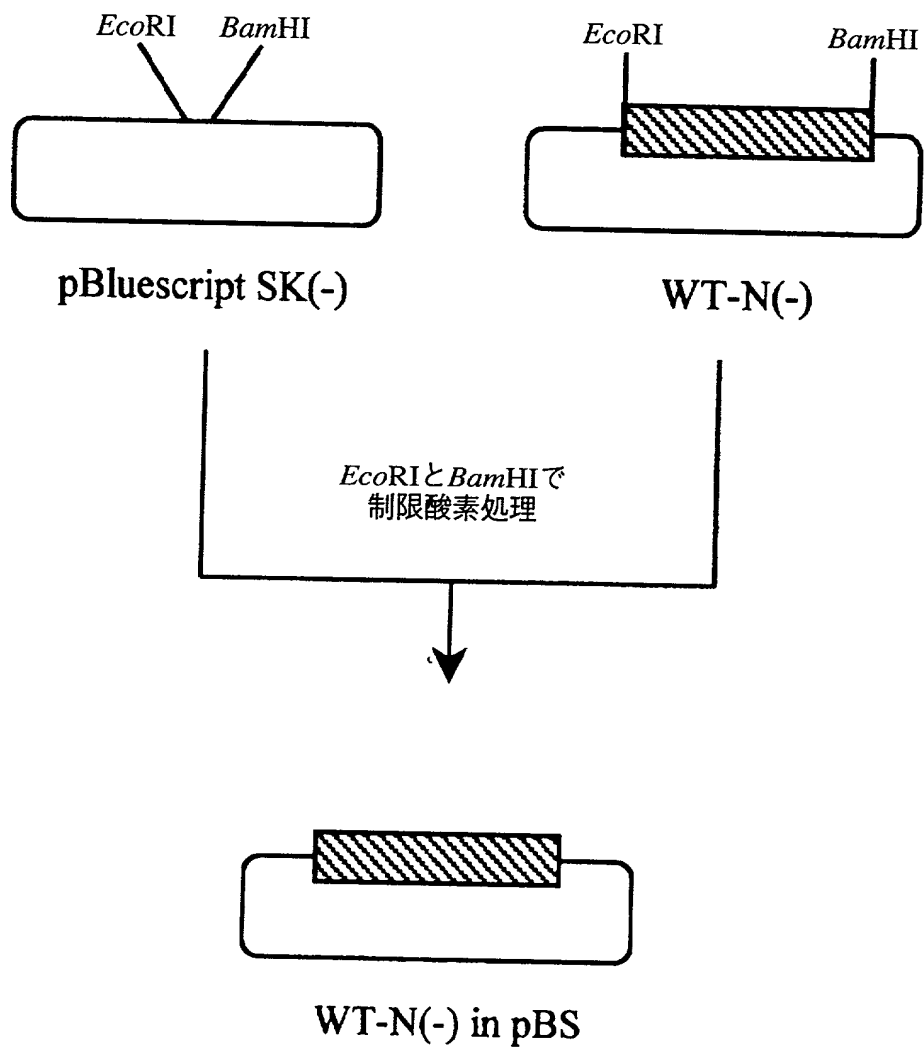 EcoRI BamHI
EcoRI BamHI
pBluescript SK(-)
WT-N(-)
EcoRIとBamHIで
制限酸素処理
WT-N(-) in pBS